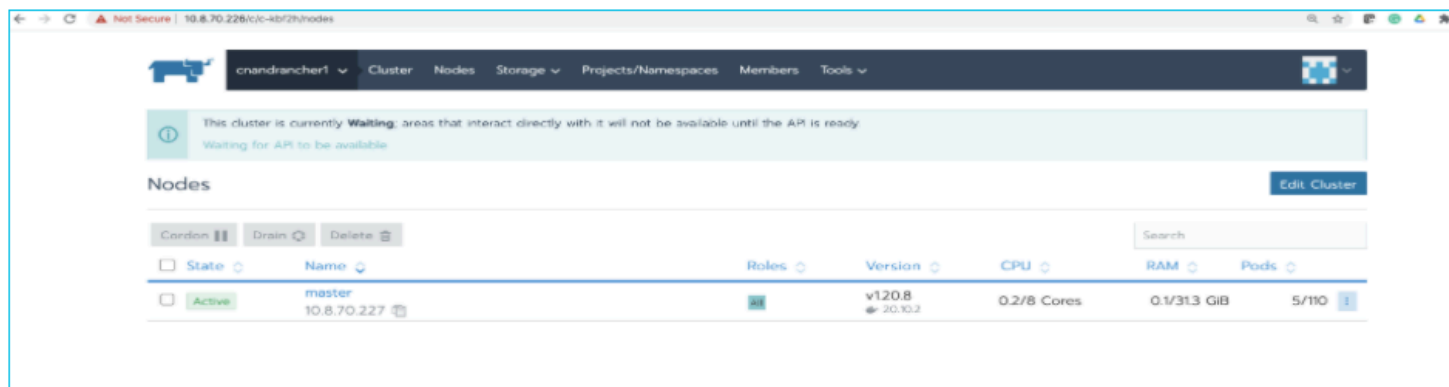 Not Secure 10.8.70.226/c/c-kbf2h/nodes
cnandrancher1 Cluster Nodes Storage Projects/Namespaces Members Tools
This cluster is currently Waiting; areas that interact directly with it will not be available until the API is ready.
Waiting for API to be available
Nodes
Edit Cluster
Cordon Drain Delete Search
State Name Roles Version CPU RAM Pods
Active master All v1.20.8 0.2/8 Cores 0.1/31.3 GiB 5/110
10.8.70.227 20.10.2